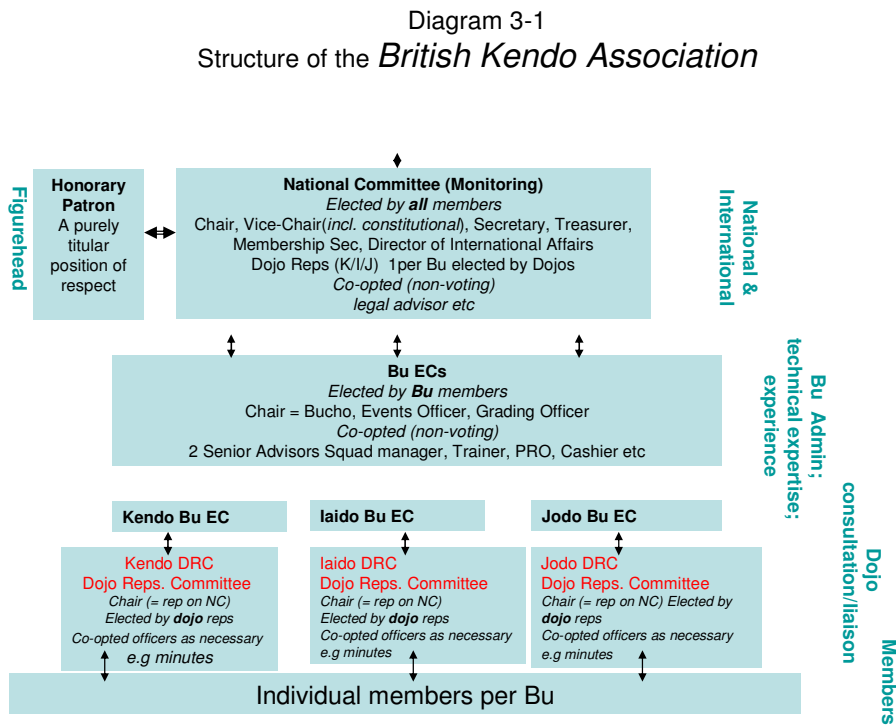 Diagram 3-1
Structure of the British Kendo Association
Figurehead
Honorary
Patron
A purely
titular
position of
respect
National Committee (Monitoring)
Elected by all members
Chair, Vice-Chair(incl. constitutional), Secretary, Treasurer,
Membership Sec, Director of International Affairs
Dojo Reps (K/I/J) 1per Bu elected by Dojos
Co-opted (non-voting)
legal advisor etc
National &
International
Bu ECs
Elected by Bu members
Chair = Bucho, Events Officer, Grading Officer
Co-opted (non-voting)
2 Senior Advisors Squad manager, Trainer, PRO, Cashier etc
Bu Admin;
technical expertise;
experience
Kendo Bu EC
Iaido Bu EC
Jodo Bu EC
Kendo DRC
Dojo Reps. Committee
Chair (= rep on NC)
Elected by dojo reps
Co-opted officers as necessary
e.g minutes
Iaido DRC
Dojo Reps. Committee
Chair (= rep on NC)
Elected by dojo reps
Co-opted officers as necessary
e.g minutes
Jodo DRC
Dojo Reps. Committee
Chair (= rep on NC) Elected by
dojo reps
Co-opted officers as necessary
e.g minutes
Dojo
consultation/liaison
Individual members per Bu
Members